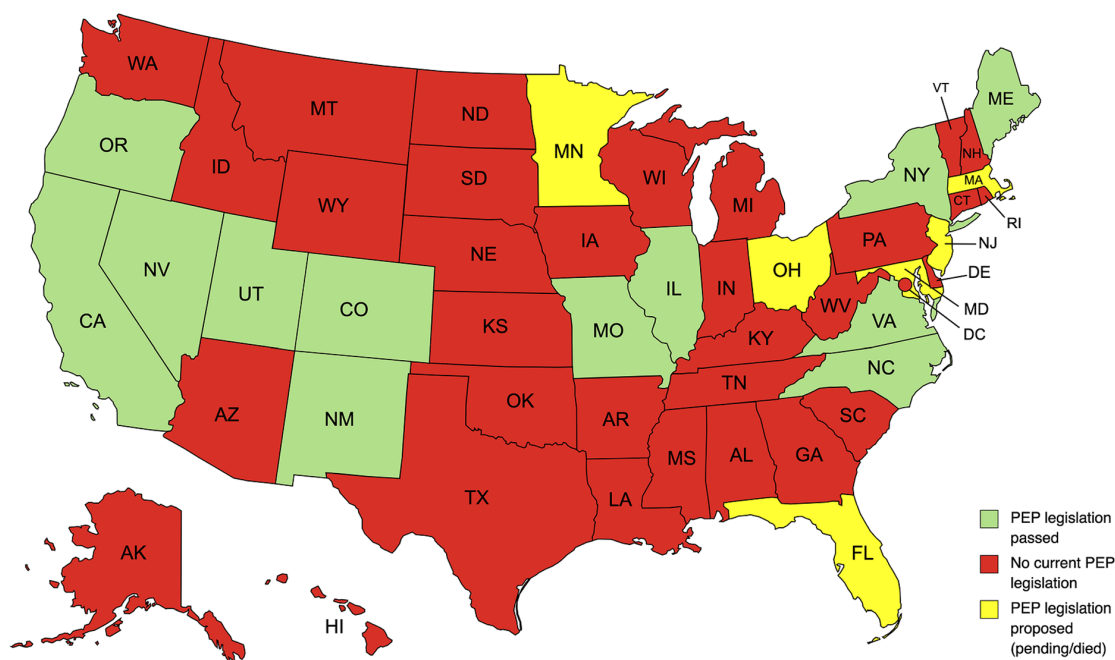 WA
MT
ND
MN
VT
ME
OR
ID
SD
WI
MI
NY
NH
MA
CT
RI
WY
IA
PA
NJ
NE
OH
DE
NV
UT
CO
IL
IN
WV
MD
CA
KS
MO
KY
VA
DC
NC
TN
AZ
NM
OK
AR
SC
MS
AL
GA
TX
LA
AK
FL
HI
PEP legislation
passed
No current PEP
legislation
PEP legislation
proposed
(pending/died)